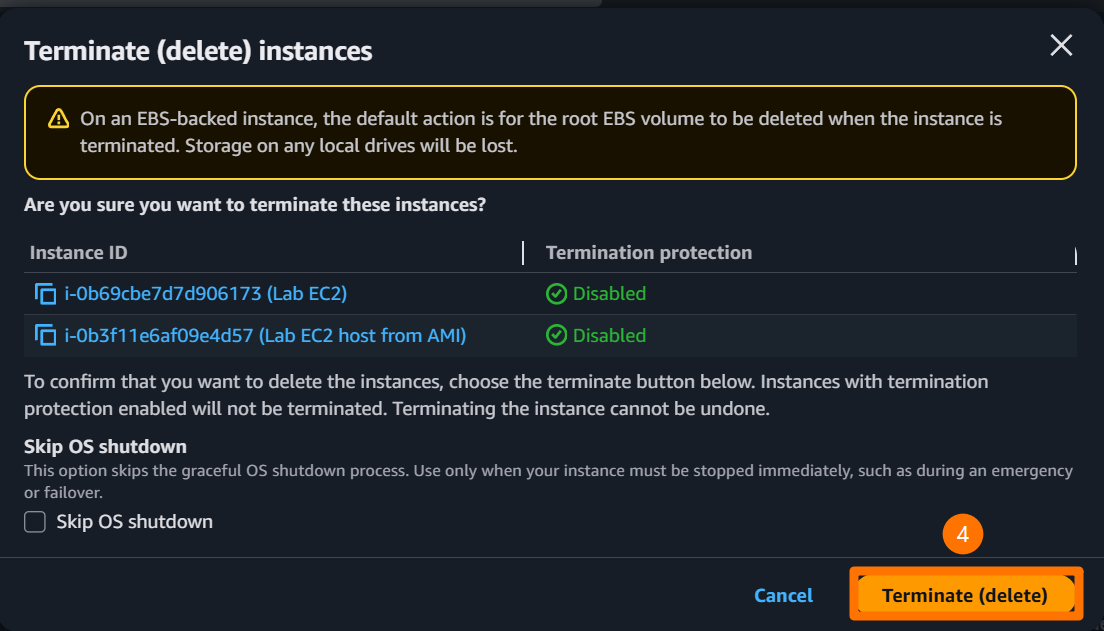 Terminate (delete) instances
On an EBS-backed instance, the default action is for the root EBS volume to be deleted when the instance is
terminated. Storage on any local drives will be lost.
Are you sure you want to terminate these instances?
Instance ID
Termination protection
i-0b69cbe7d7d906173 (Lab EC2)
Disabled
i-0b3f11e6af09e4d57 (Lab EC2 host from AMI)
Disabled
To confirm that you want to delete the instances, choose the terminate button below. Instances with termination
protection enabled will not be terminated. Terminating the instance cannot be undone.
Skip OS shutdown
This option skips the graceful OS shutdown process. Use only when your instance must be stopped immediately, such as during an emergency
or failover.
Skip OS shutdown
4
Cancel
Terminate (delete)